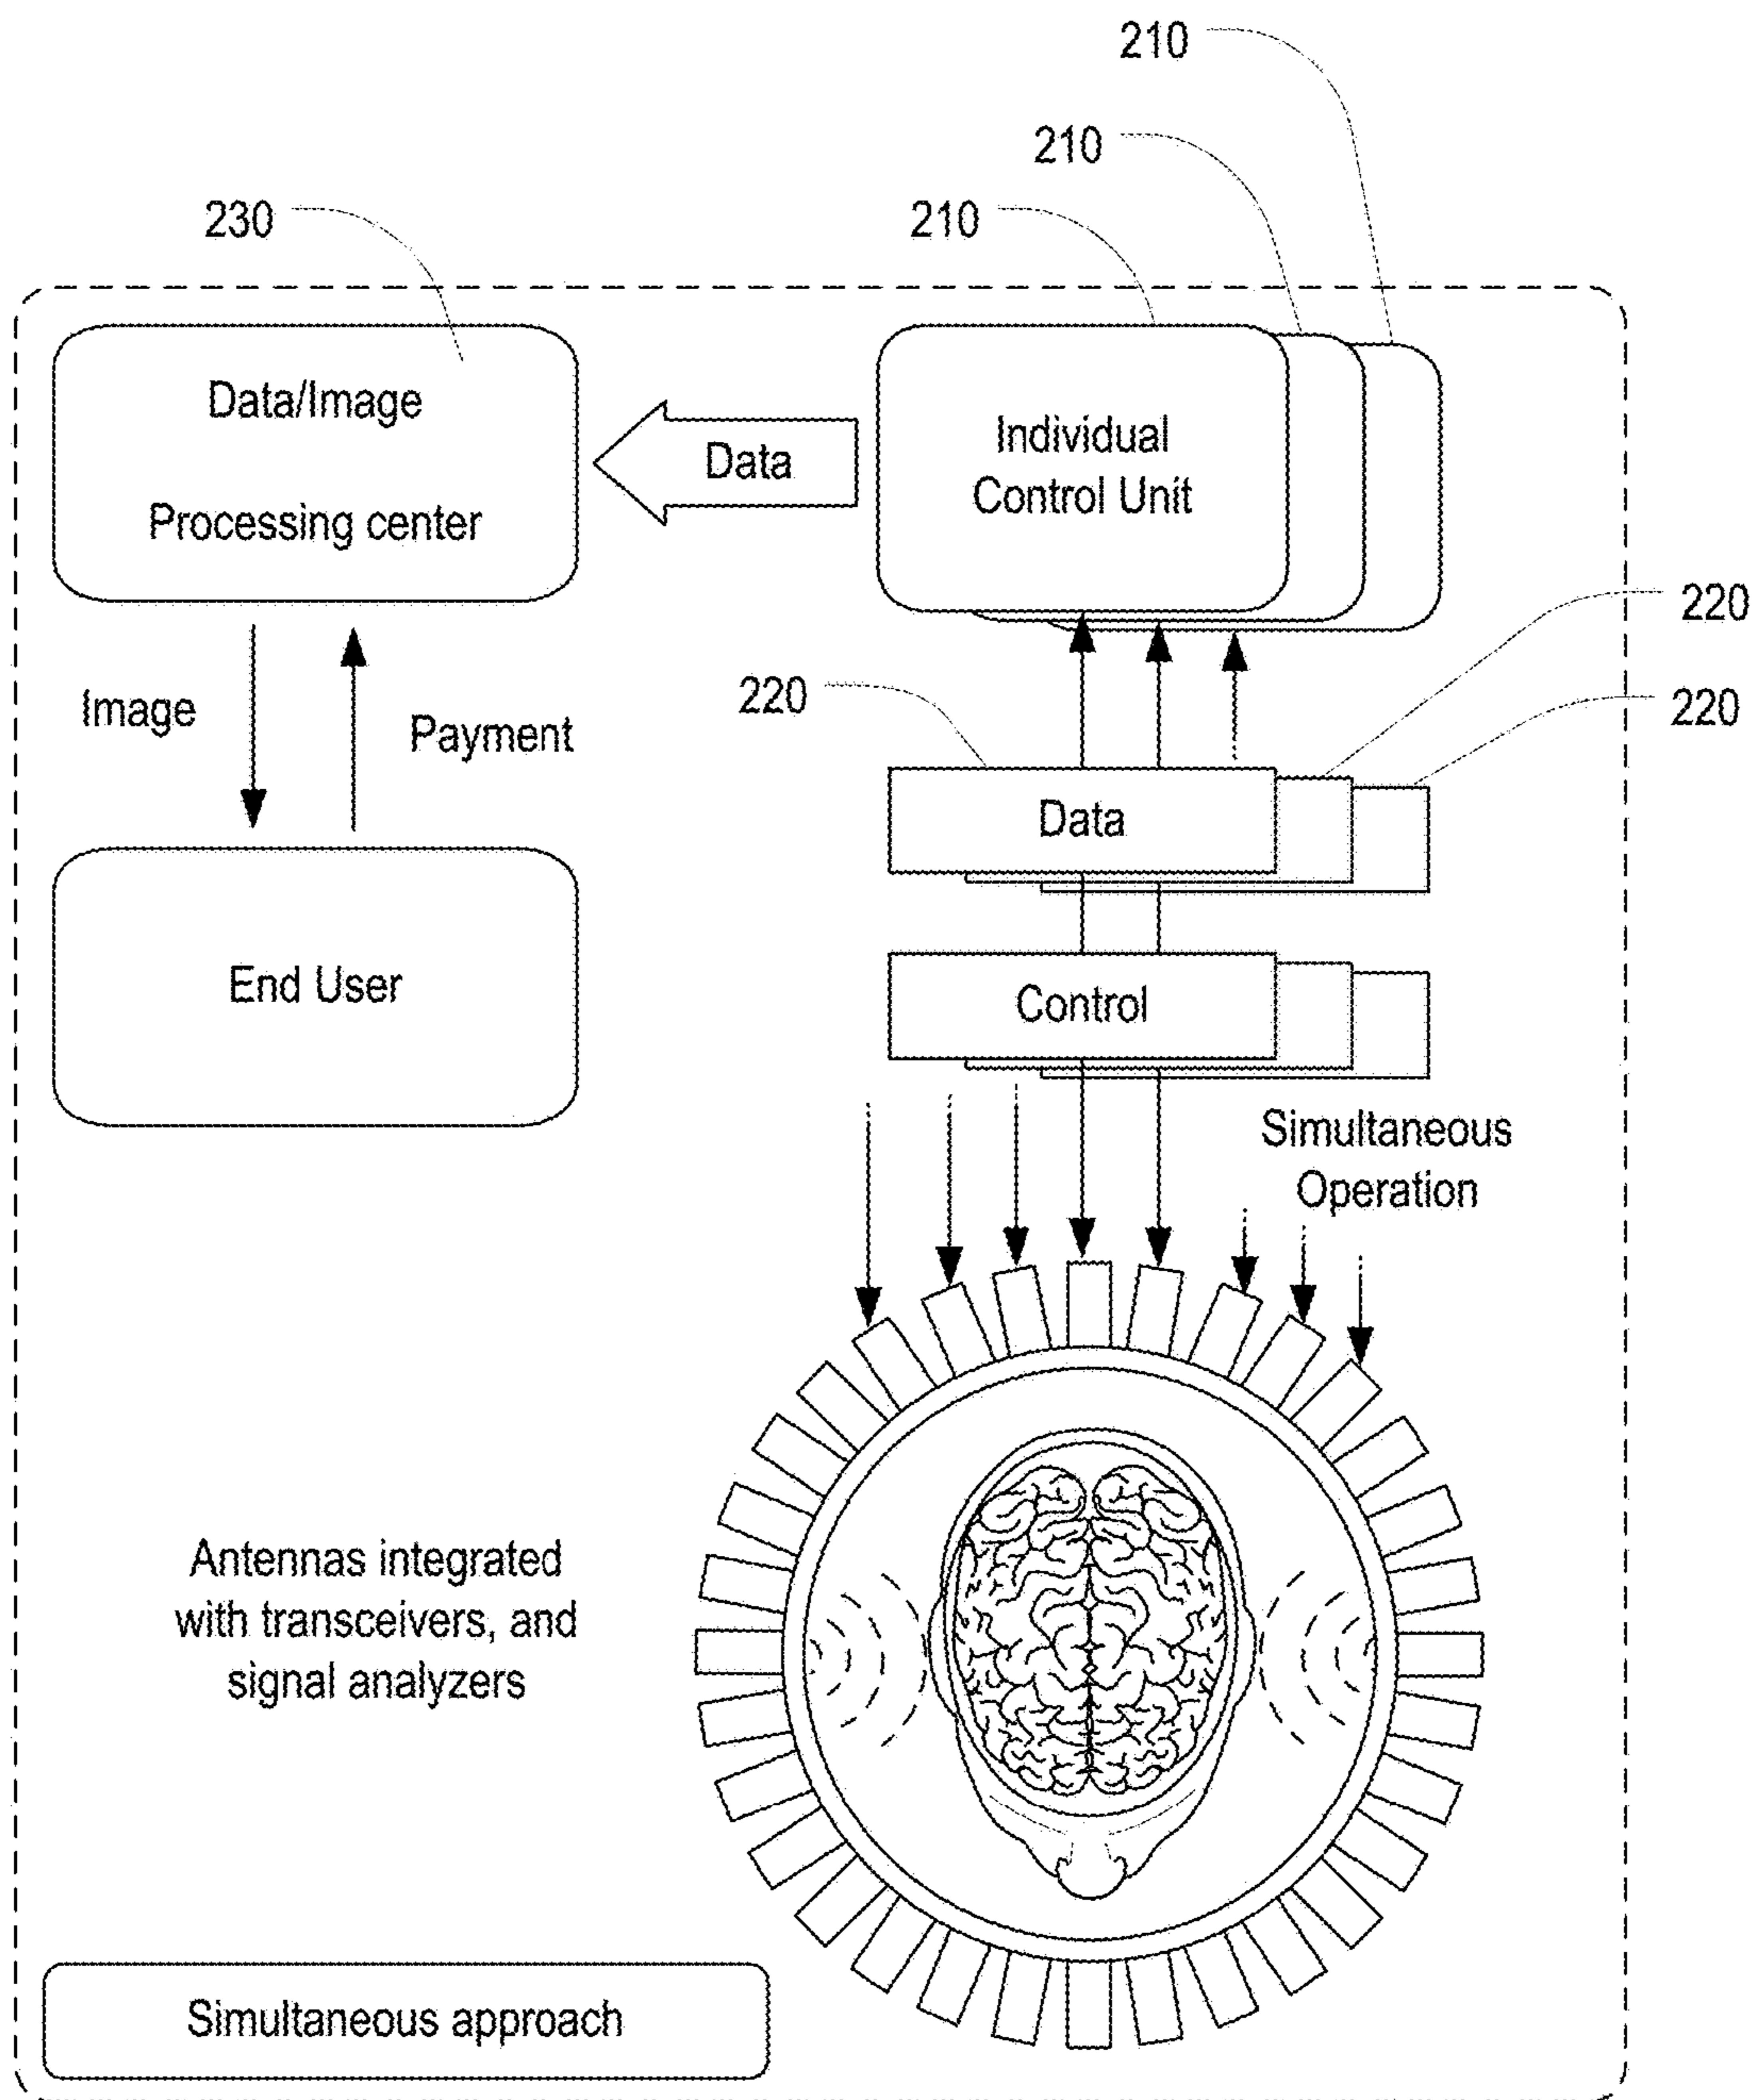 210
210
230
210
Data/Image
Processing center
Data
Individual
Control Unit
220
220
220
Image
Payment
Data
End User
Control
Simultaneous
Operation
Antennas integrated
with transceivers, and
signal analyzers
Simultaneous approach